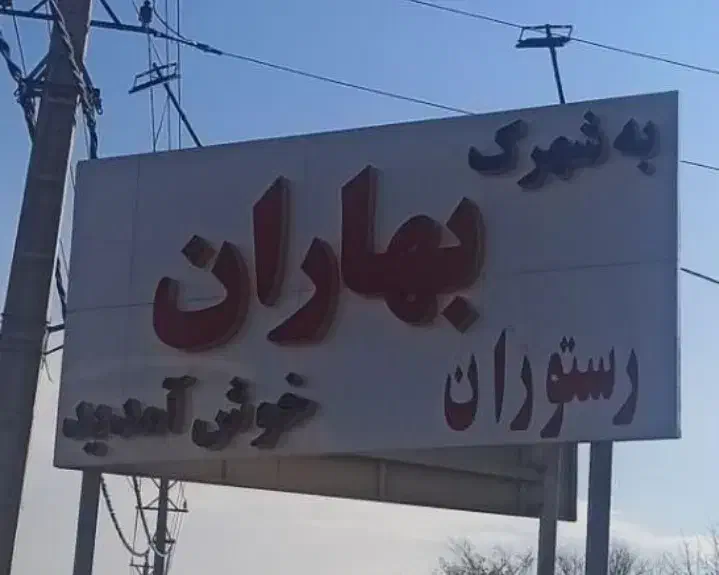 به شهرک
بهاران
رستوران
خوش آمدید